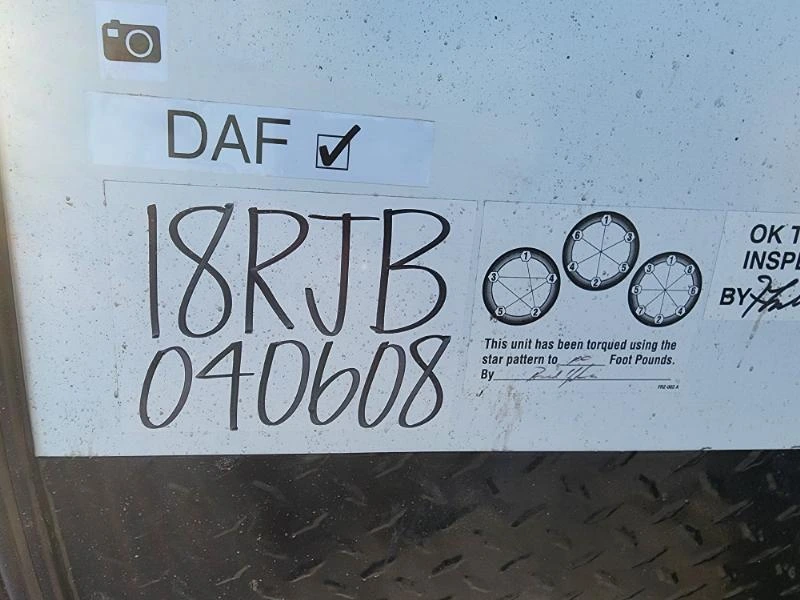 DAF
18RJB
040608
This unit has been torqued using the
star pattern to Foot Pounds.
By
OK T
INSPE
BY